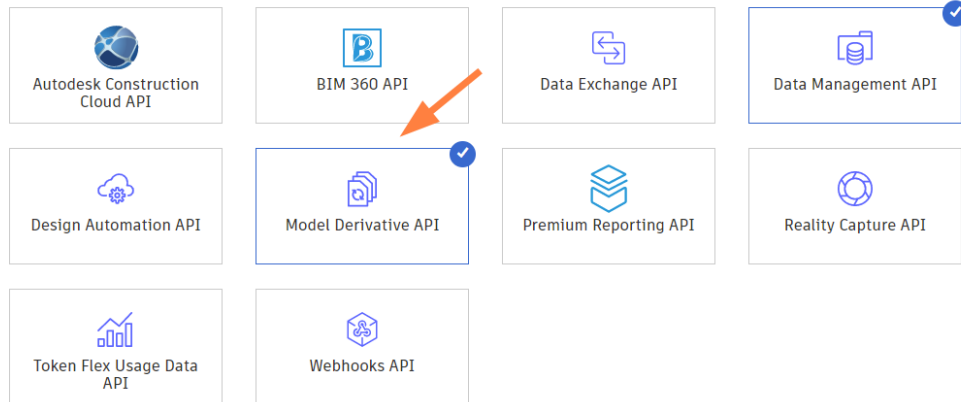 Autodesk Construction
Cloud API
BIM 360 API
Data Exchange API
Data Management API
Design Automation API
Model Derivative API
Premium Reporting API
Reality Capture API
Token Flex Usage Data
API
Webhooks API